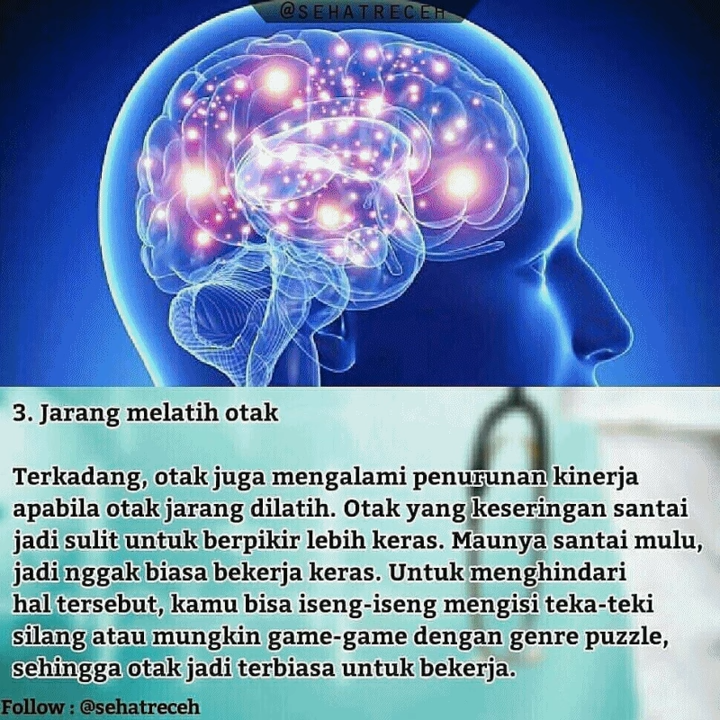 @SEHATRECEH
3. Jarang melatih otak
Terkadang, otak juga mengalami penurunan kinerja
apabila otak jarang dilatih. Otak yang keseringan santai
jadi sulit untuk berpikir lebih keras. Maunya santai mulu,
jadi nggak biasa bekerja keras. Untuk menghindari
hal tersebut, kamu bisa iseng-iseng mengisi teka-teki
silang atau mungkin game-game dengan genre puzzle,
sehingga otak jadi terbiasa untuk bekerja.
Follow : @sehatreceh